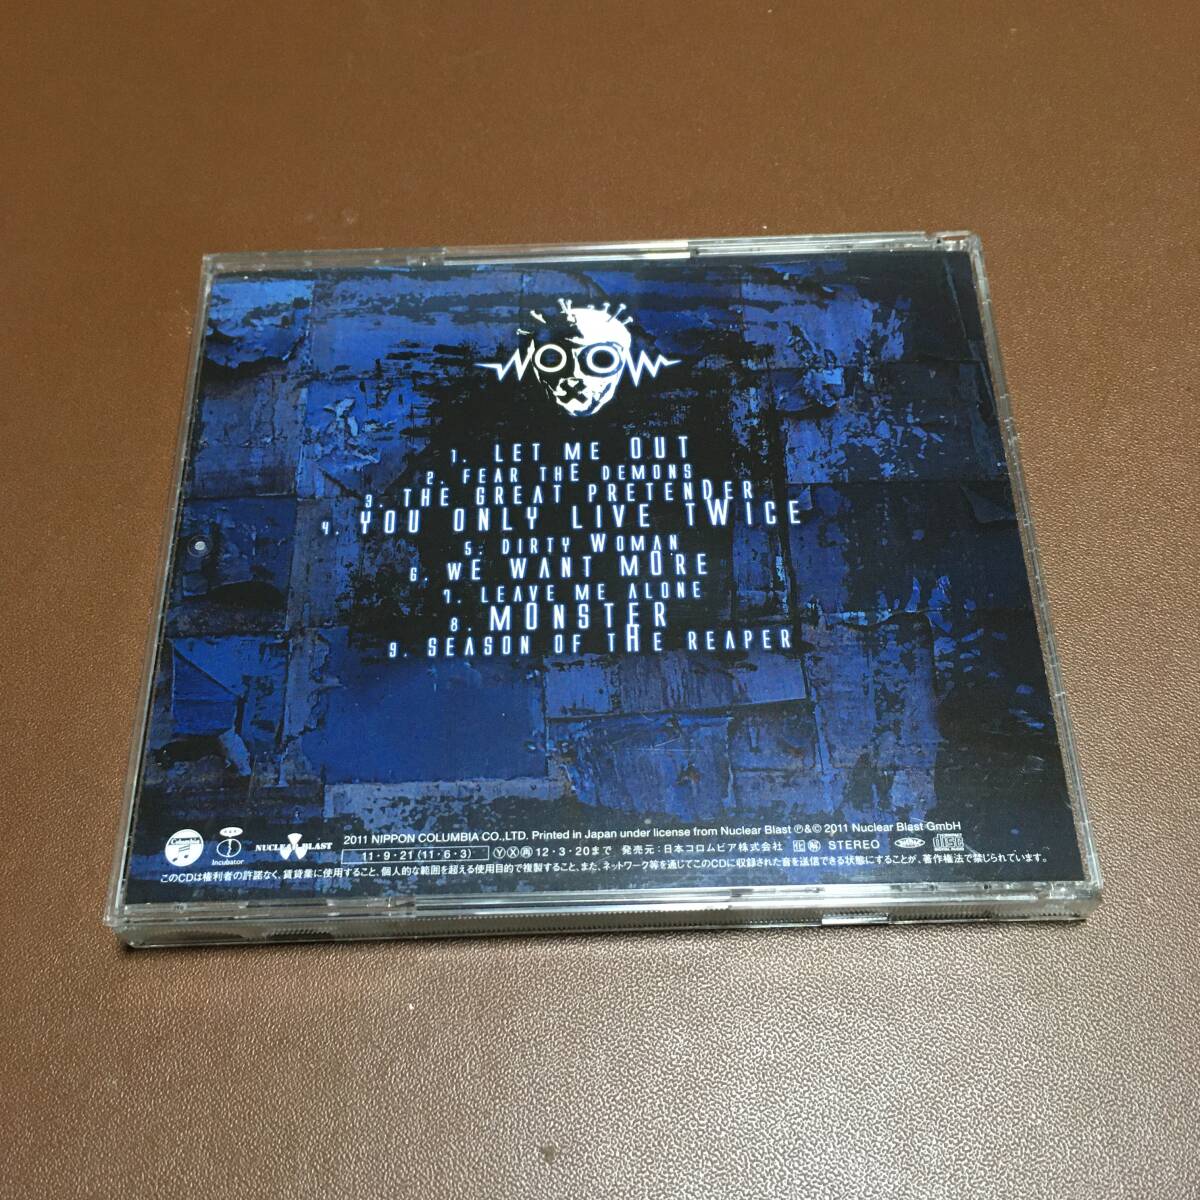 1. LET ME OUT
2. FEAR THE DEMONS
3. THE GREAT PRETENDER
4. YOU ONLY LIVE TWICE
5. DIRTY WOMAN
6. WE WANT MORE
7. LEAVE ME ALONE
8. MONSTER
9. SEASON OF THE REAPER
Columbia
Incubator
NUCLEAR BLAST
2011 NIPPON COLUMBIA CO.,LTD. Printed in Japan under license from Nuclear Blast ℗&© 2011 Nuclear Blast GmbH
11・9・21 (11・6・3) Ⓨ Ⓧ 12・3・20まで 発売元:日本コロムビア株式会社 STEREO
このCDは権利者の許諾なく、賃貸業に使用すること、個人的な範囲を超える使用目的で複製すること、また、ネットワーク等を通じてこのCDに収録された音を送信できる状態にすることが、著作権法で禁じられています。